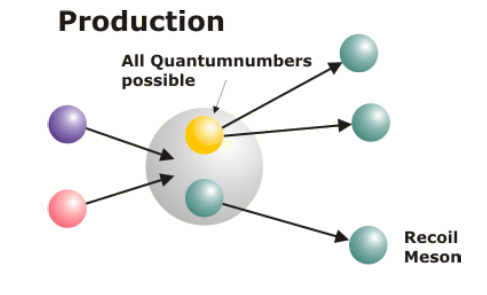 Production
All Quantumnumbers
possible
Recoil
Meson